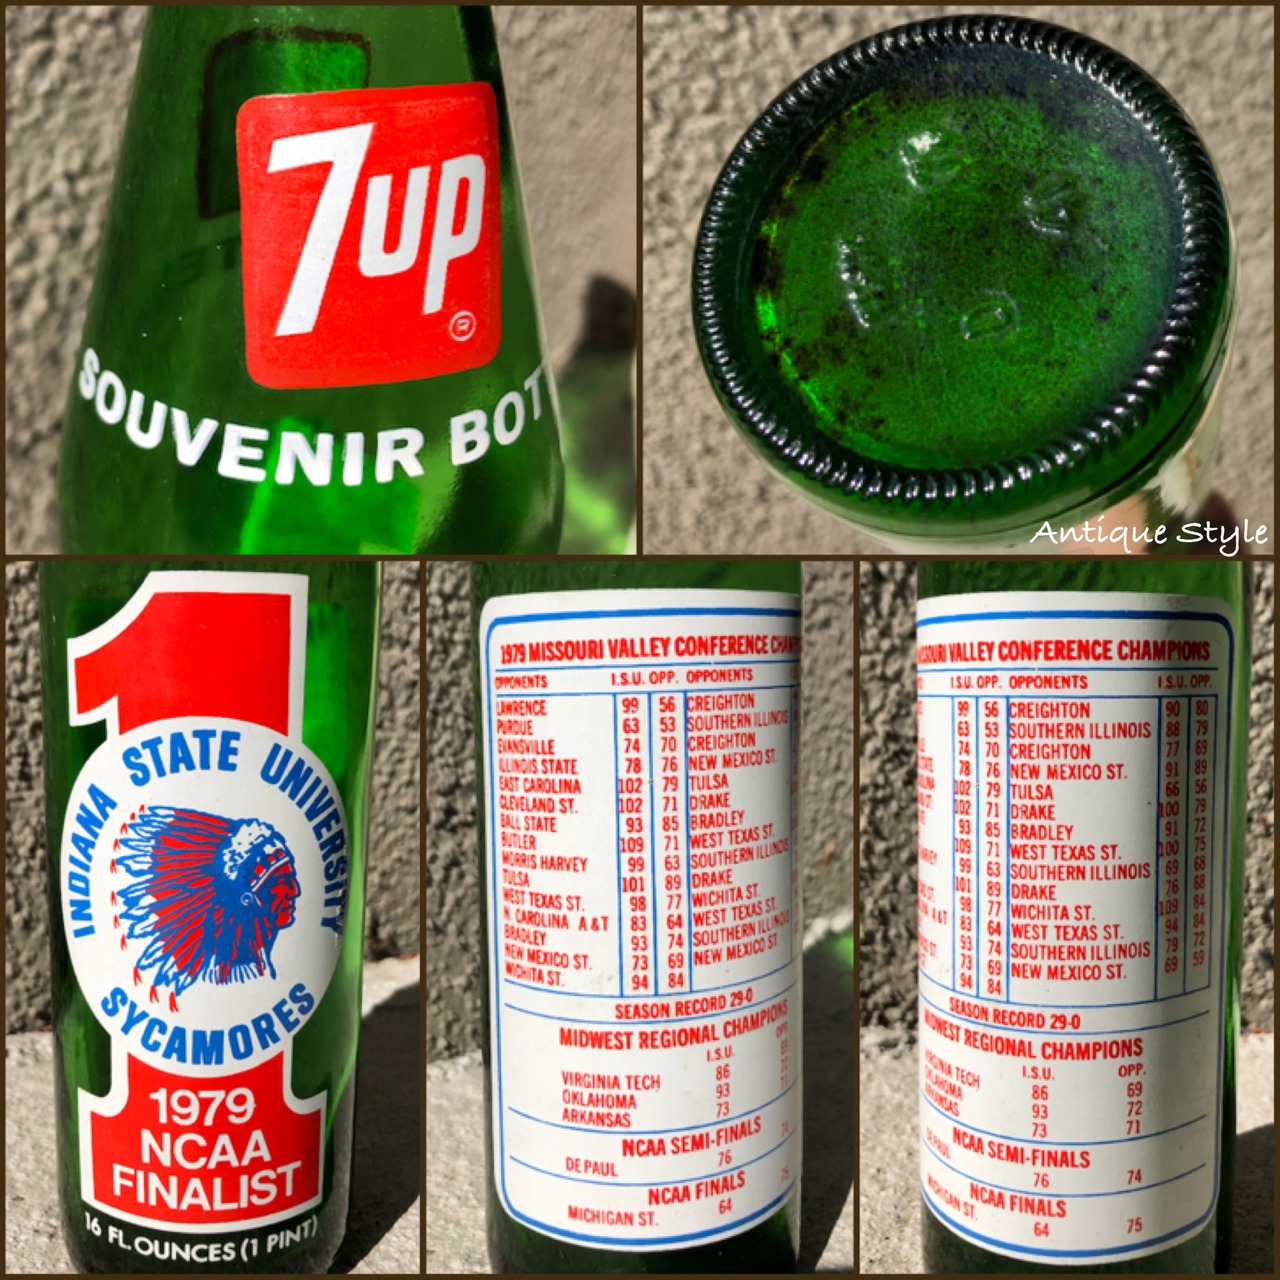 7up
®
SOUVENIR BOT
Antique Style
1
INDIANA STATE UNIVERSITY
SYCAMORES
1979
NCAA
FINALIST
16 FL. OUNCES (1 PINT)
1979 MISSOURI VALLEY CONFERENCE CHAMP
OPPONENTS I.S.U. OPP. OPPONENTS
LAWRENCE 99 56 CREIGHTON
PURDUE 63 53 SOUTHERN ILLINOIS
EVANSVILLE 74 70 CREIGHTON
ILLINOIS STATE 78 76 NEW MEXICO ST.
EAST CAROLINA 102 79 TULSA
CLEVELAND ST. 102 71 DRAKE
BALL STATE 93 85 BRADLEY
BUTLER 109 71 WEST TEXAS ST.
MORRIS HARVEY 99 63 SOUTHERN ILLINOIS
TULSA 101 89 DRAKE
WEST TEXAS ST. 98 77 WICHITA ST.
N. CAROLINA A&T 83 64 WEST TEXAS ST.
BRADLEY 93 74 SOUTHERN ILLINOIS
NEW MEXICO ST. 73 69 NEW MEXICO ST.
WICHITA ST. 94 84
SEASON RECORD 29-0
MIDWEST REGIONAL CHAMPIONS
I.S.U. OPP.
VIRGINIA TECH 86
OKLAHOMA 93 72
ARKANSAS 73 71
NCAA SEMI-FINALS
DE PAUL 76 74
NCAA FINALS
MICHIGAN ST. 64 75
MISSOURI VALLEY CONFERENCE CHAMPIONS
I.S.U. OPP. OPPONENTS I.S.U. OPP.
99 56 CREIGHTON 90 80
63 53 SOUTHERN ILLINOIS 88 79
74 70 CREIGHTON 77 69
78 76 NEW MEXICO ST. 91 89
102 79 TULSA 66 56
102 71 DRAKE 100 79
93 85 BRADLEY 91 72
109 71 WEST TEXAS ST. 100 75
99 63 SOUTHERN ILLINOIS 69 68
101 89 DRAKE 76 68
98 77 WICHITA ST. 109 84
A&T 83 64 WEST TEXAS ST. 94 84
93 74 SOUTHERN ILLINOIS 79 72
73 69 NEW MEXICO ST. 69 59
94 84
SEASON RECORD 29-0
MIDWEST REGIONAL CHAMPIONS
I.S.U. OPP.
VIRGINIA TECH 86 69
OKLAHOMA 93 72
ARKANSAS 73 71
NCAA SEMI-FINALS
DE PAUL 76 74
NCAA FINALS
MICHIGAN ST. 64 75